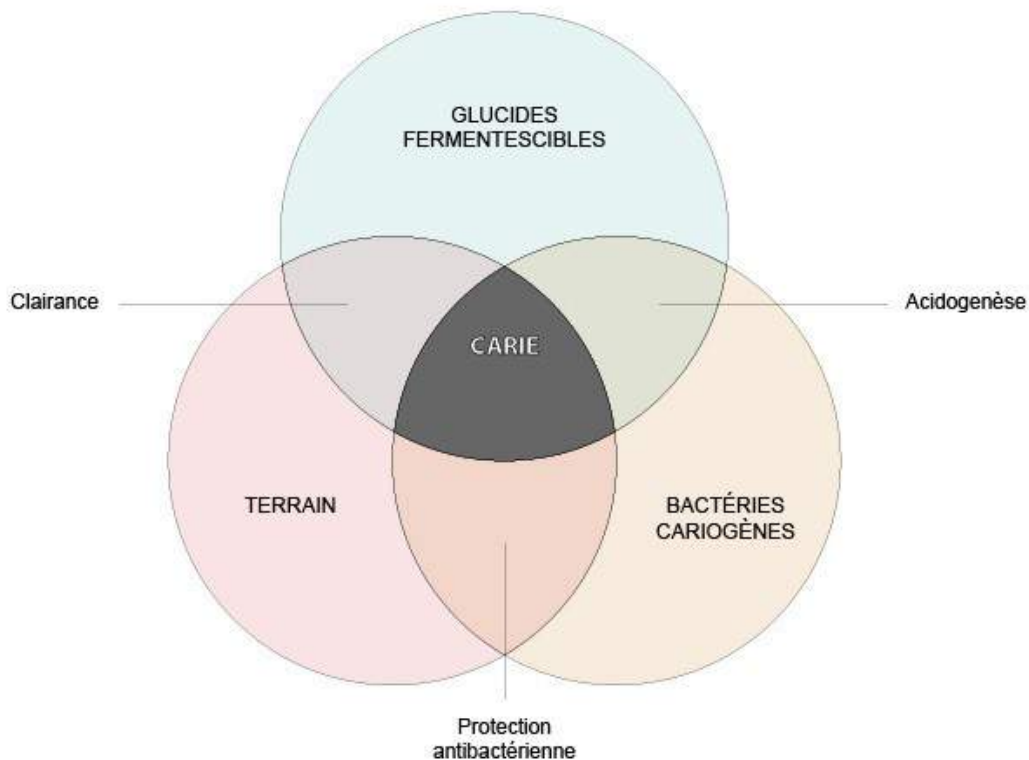 GLUCIDES
FERMENTESCIBLES
Clairance
Acidogenèse
CARIE
TERRAIN
BACTÉRIES
CARIOGÈNES
Protection
antibactérienne